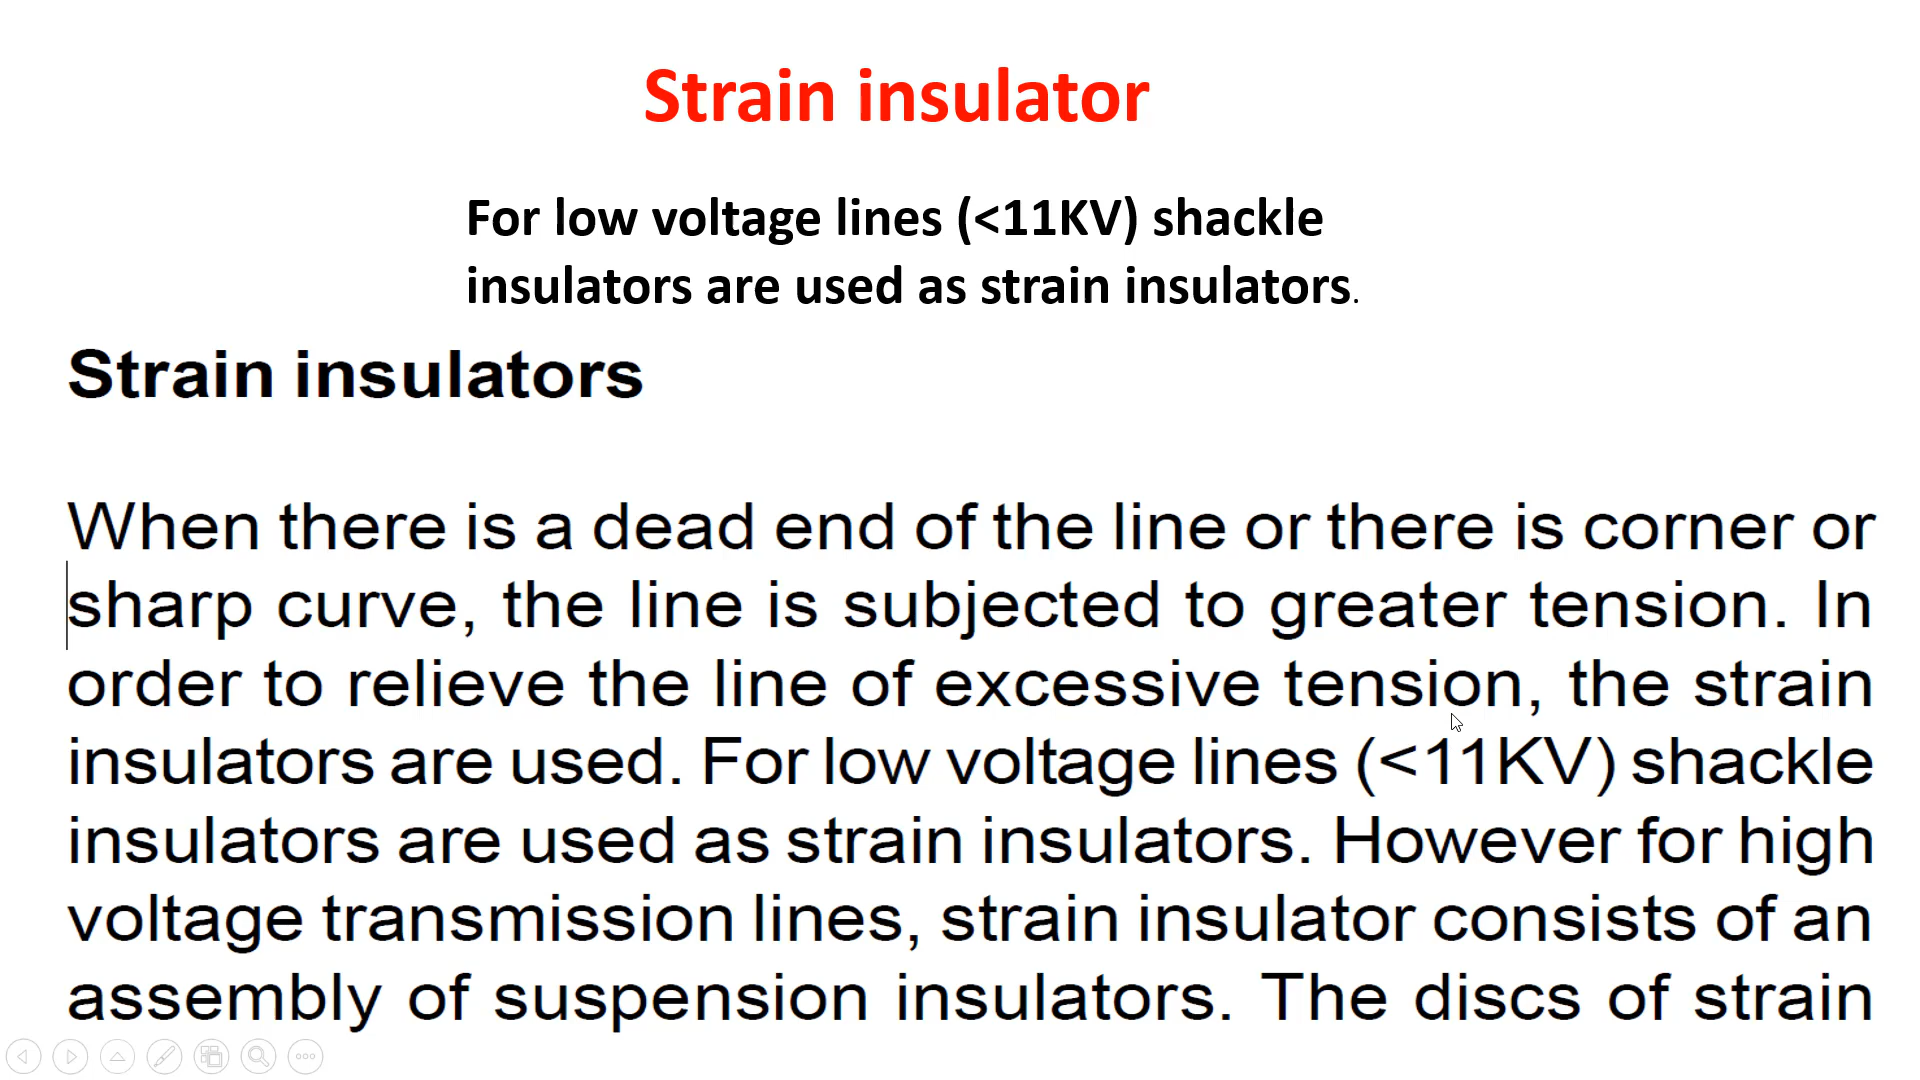 Strain insulator
For low voltage lines (<11KV) shackle
insulators are used as strain insulators.
Strain insulators
When there is a dead end of the line or there is corner or
sharp curve, the line is subjected to greater tension. In
order to relieve the line of excessive tension, the strain
insulators are used. For low voltage lines (<11KV) shackle
insulators are used as strain insulators. However for high
voltage transmission lines, strain insulator consists of an
assembly of suspension insulators. The discs of strain